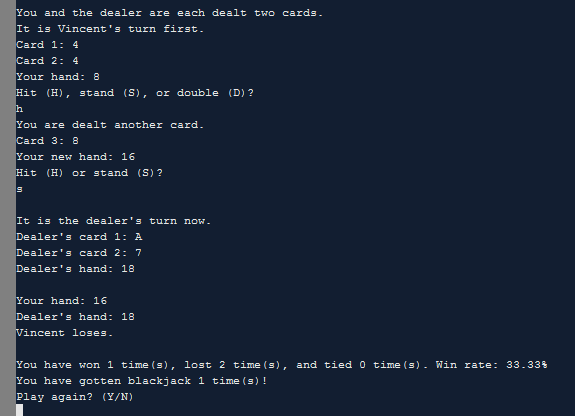 You and the dealer are each dealt two cards.
It is Vincent's turn first.
Card 1: 4
Card 2: 4
Your hand: 8
Hit (H), stand (S), or double (D)?
h
You are dealt another card.
Card 3: 8
Your new hand: 16
Hit (H) or stand (S)?
s
It is the dealer's turn now.
Dealer's card 1: A
Dealer's card 2: 7
Dealer's hand: 18
Your hand: 16
Dealer's hand: 18
Vincent loses.
You have won 1 time(s), lost 2 time(s), and tied 0 time(s). Win rate: 33.33%
You have gotten blackjack 1 time(s)!
Play again? (Y/N)